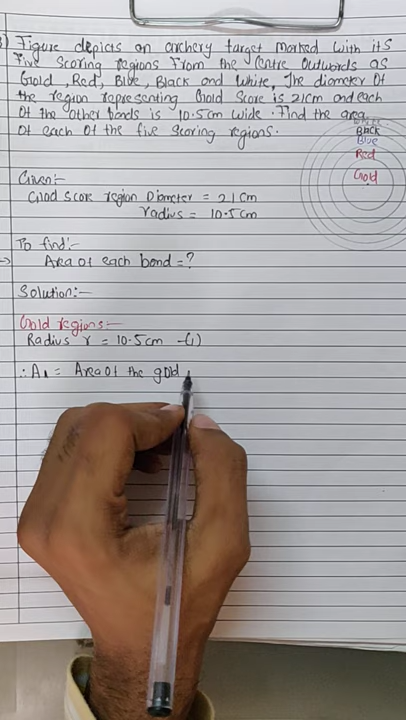 Figure depicts an archery target marked with its
Five Scoring regions From the Centre Outwards as
Gold, Red, Blue, Black and White, The diameter Of
the region representing Gold Score is 21cm and each
Of the other bands is 10.5cm wide. Find the area
Of each Of the five Scoring regions.
Black
Blue
Red
Gold
Given:-
Glod Score region Diameter = 21cm
radius = 10.5cm
To find:-
Area of each bond = ?
Solution:-
Gold regions:-
Radius r = 10.5cm -(1)
∴ A1 = Area Of the gold